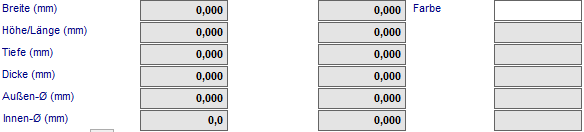 Breite (mm) 0,000 0,000 Farbe
Höhe/Länge (mm) 0,000 0,000
Tiefe (mm) 0,000 0,000
Dicke (mm) 0,000 0,000
Außen-Ø (mm) 0,000 0,000
Innen-Ø (mm) 0,0 0,000